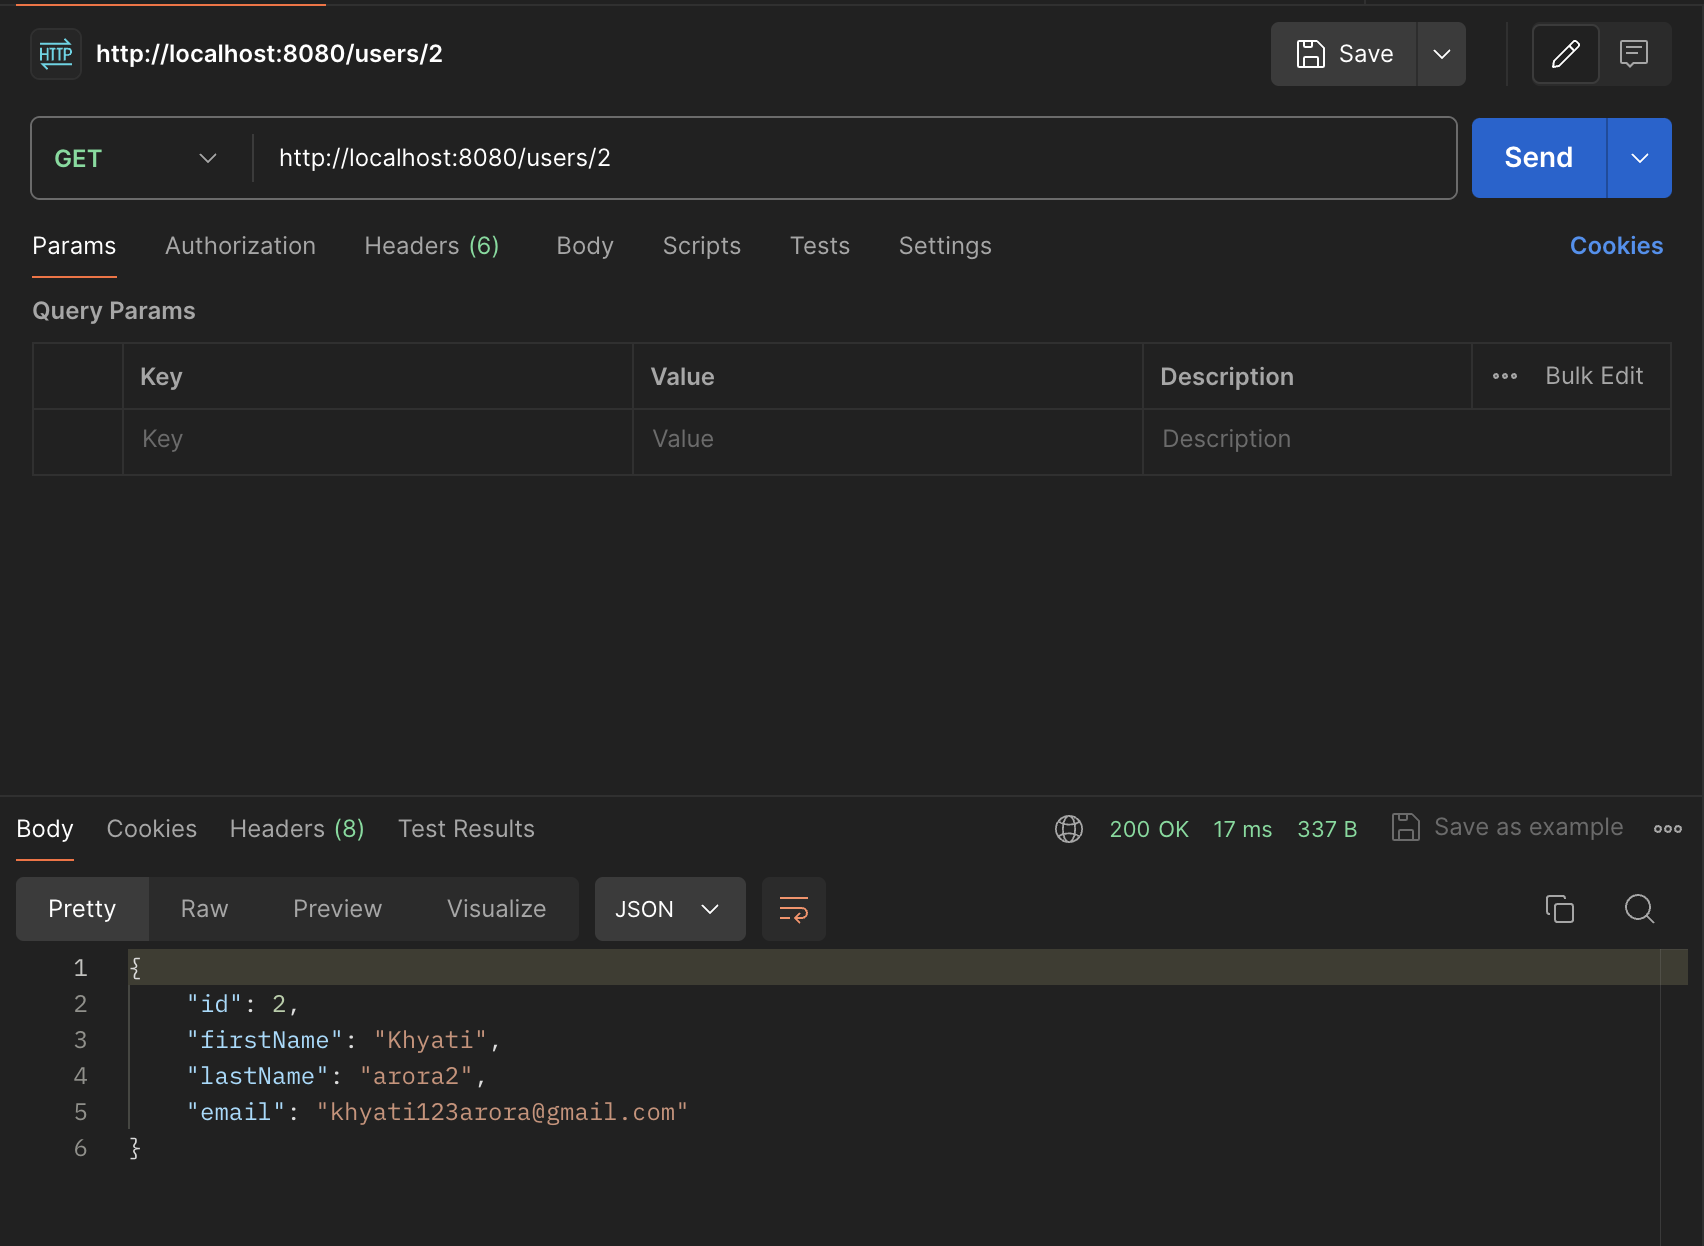 HTTP http://localhost:8080/users/2 Save
GET http://localhost:8080/users/2 Send
Params Authorization Headers (6) Body Scripts Tests Settings Cookies
Query Params
Key Value Description Bulk Edit
Key Value Description
Body Cookies Headers (8) Test Results 200 OK 17 ms 337 B Save as example
Pretty Raw Preview Visualize JSON
1 {
2 "id": 2,
3 "firstName": "Khyati",
4 "lastName": "arora2",
5 "email": "khyati123arora@gmail.com"
6 }